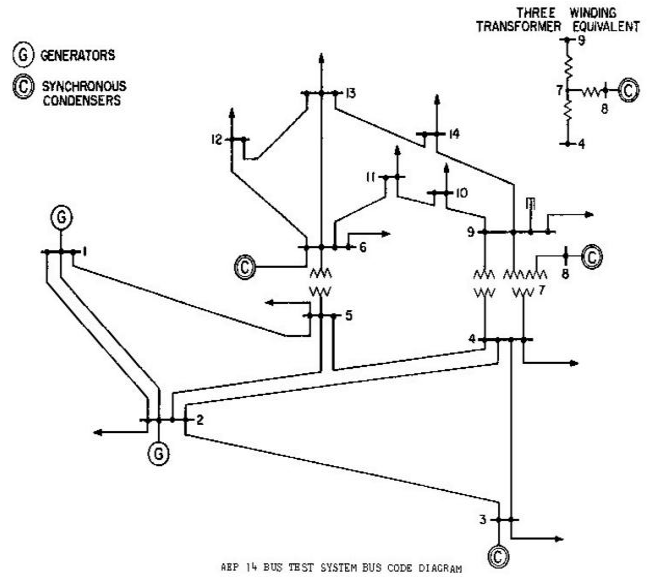 THREE WINDING
TRANSFORMER EQUIVALENT
9
7
8
C
4
G GENERATORS
C SYNCHRONOUS
CONDENSERS
13
12
14
11
10
9
G
1
6
C
8
C
7
5
4
2
G
3
C
AEP 14 BUS TEST SYSTEM BUS CODE DIAGRAM